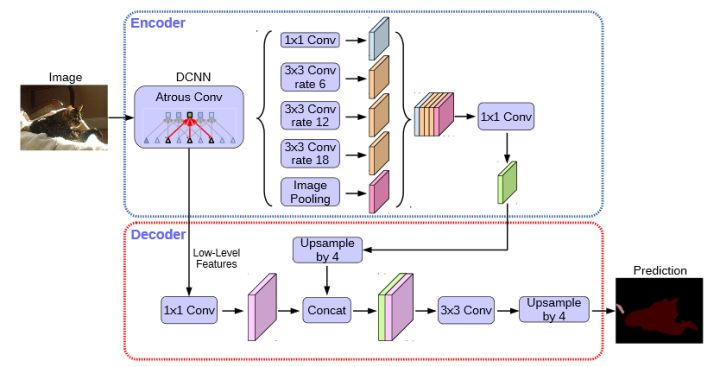 Encoder
Image
DCNN
Atrous Conv
1x1 Conv
3x3 Conv
rate 6
3x3 Conv
rate 12
3x3 Conv
rate 18
Image
Pooling
1x1 Conv
Decoder
Low-Level
Features
Upsample
by 4
1x1 Conv
Concat
3x3 Conv
Upsample
by 4
Prediction